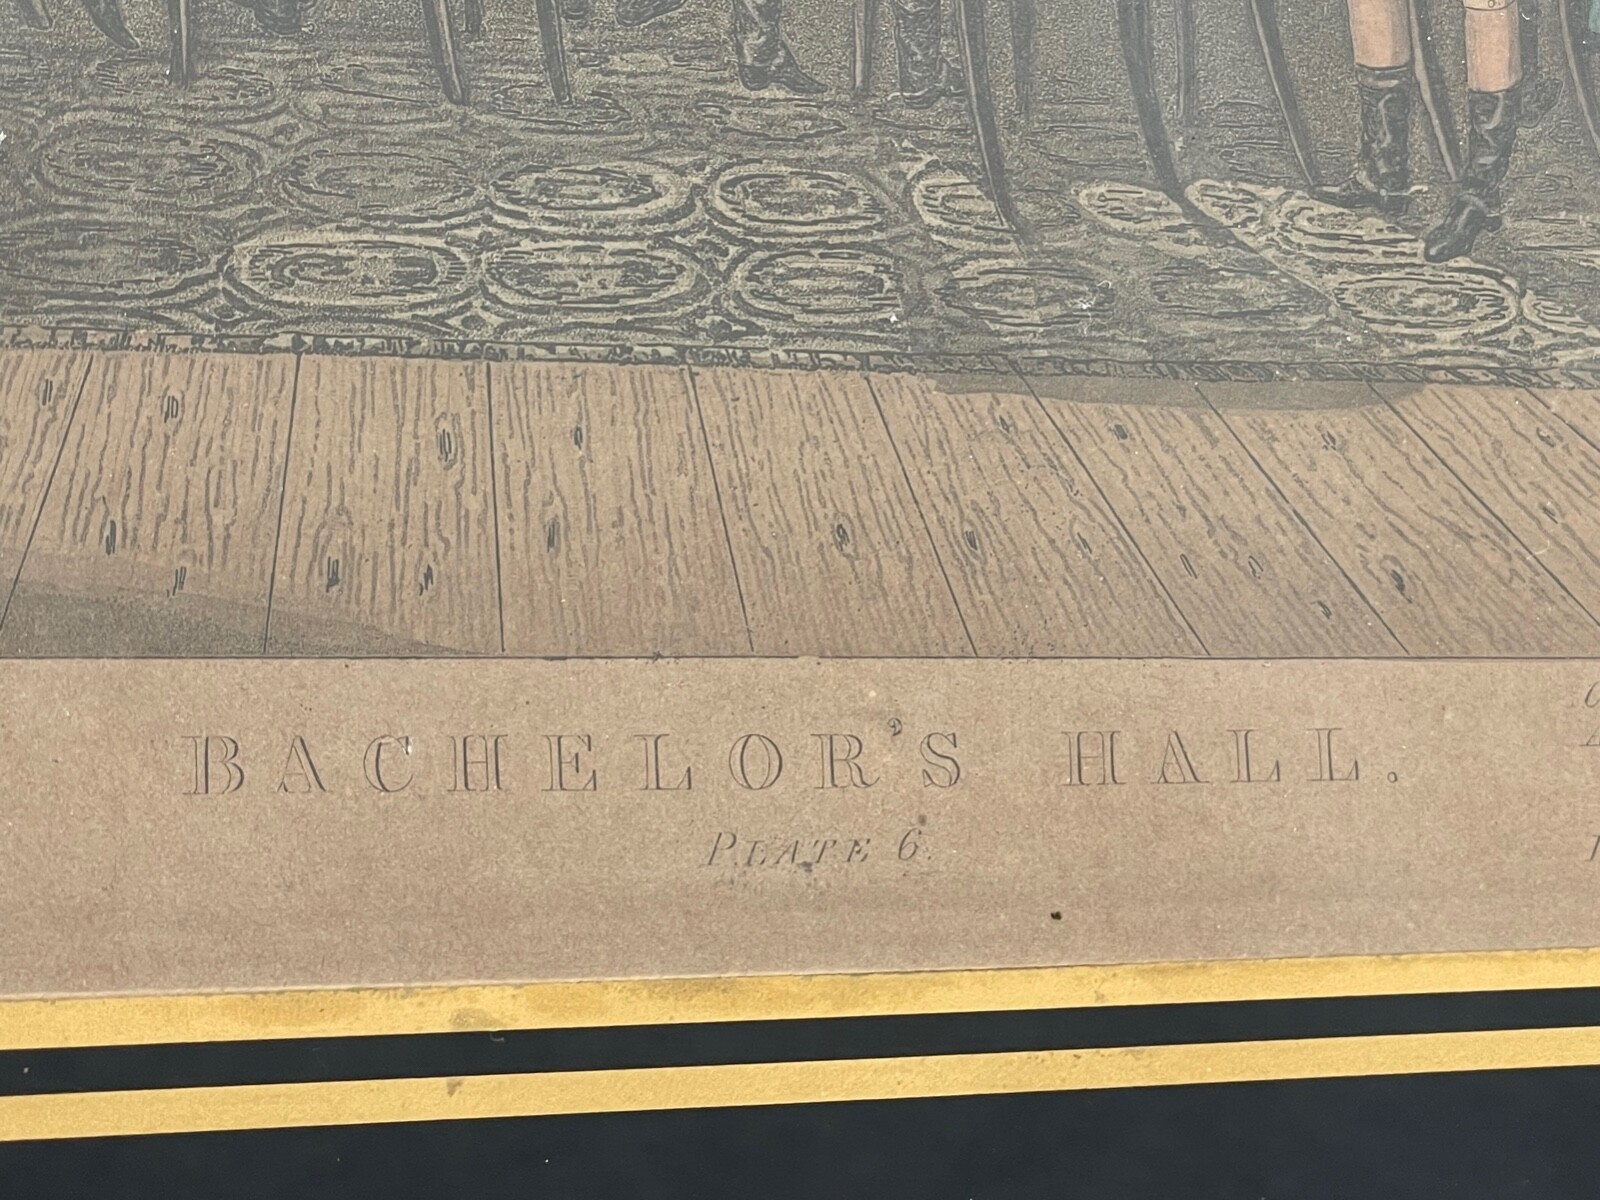 BACHELOR'S HALL.
PLATE 6.